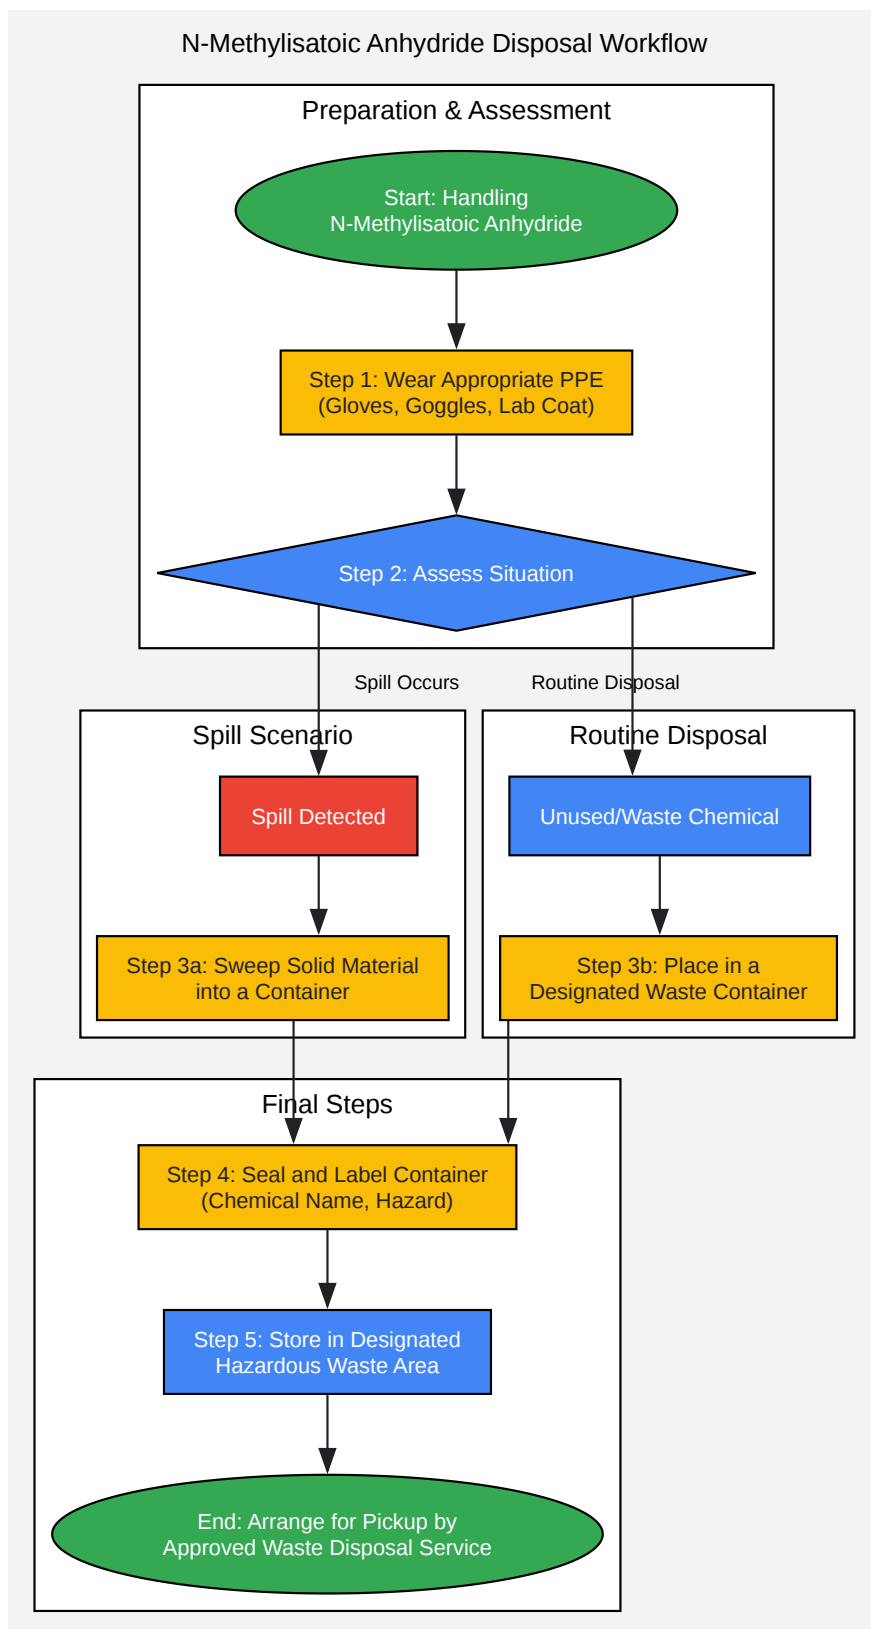 N-Methylisatoic Anhydride Disposal Workflow
Preparation & Assessment
Start: Handling
N-Methylisatoic Anhydride
Step 1: Wear Appropriate PPE
(Gloves, Goggles, Lab Coat)
Step 2: Assess Situation
Spill Occurs
Routine Disposal
Spill Scenario
Spill Detected
Step 3a: Sweep Solid Material
into a Container
Routine Disposal
Unused/Waste Chemical
Step 3b: Place in a
Designated Waste Container
Final Steps
Step 4: Seal and Label Container
(Chemical Name, Hazard)
Step 5: Store in Designated
Hazardous Waste Area
End: Arrange for Pickup by
Approved Waste Disposal Service